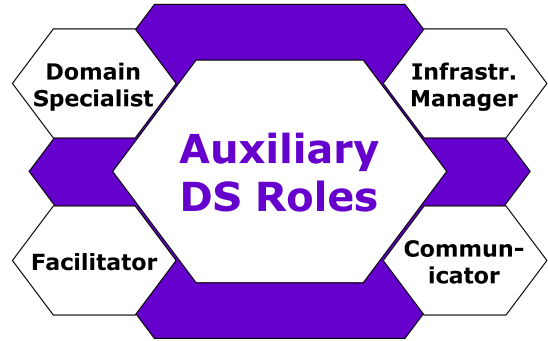 Domain
Specialist
Infrastr.
Manager
Auxiliary
DS Roles
Facilitator
Commun-
icator